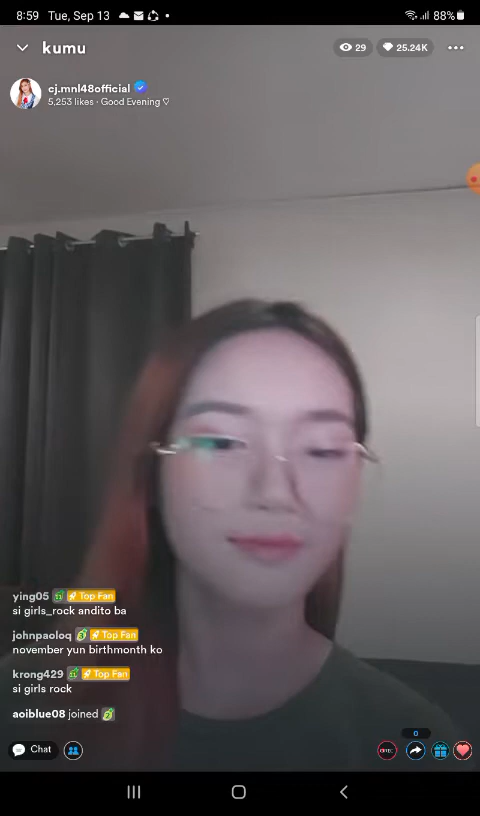 8:59 Tue, Sep 13
88%
kumu
29
25.24K
cj.mnl48official
5,253 likes · Good Evening ♡
ying05 Top Fan
si girls_rock andito ba
johnpaoloq Top Fan
november yun birthmonth ko
krong429 Top Fan
si girls rock
aoiblue08 joined
0
Chat